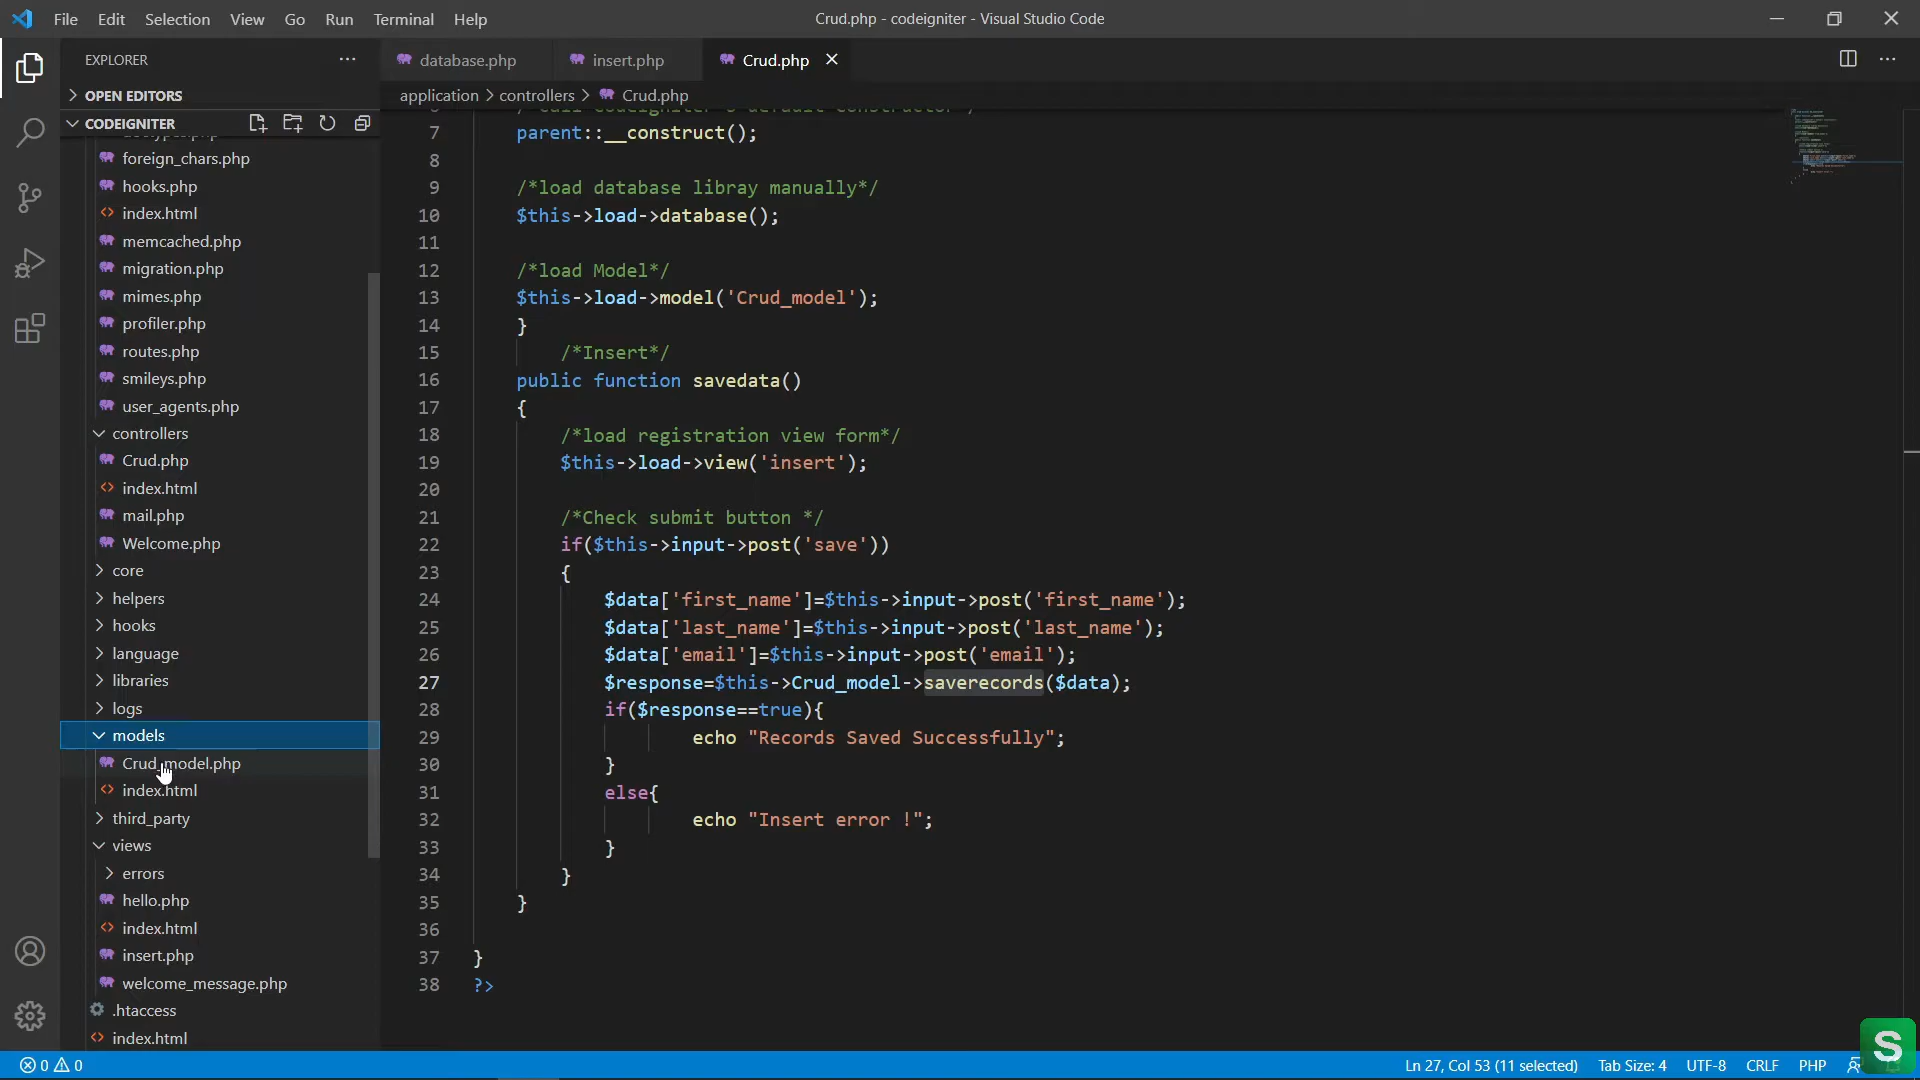 File Edit Selection View Go Run Terminal Help
Crud.php - codeigniter - Visual Studio Code
EXPLORER
OPEN EDITORS
CODEIGNITER
foreign_chars.php
hooks.php
index.html
memcached.php
migration.php
mimes.php
profiler.php
routes.php
smileys.php
user_agents.php
controllers
Crud.php
index.html
mail.php
Welcome.php
core
helpers
hooks
language
libraries
logs
models
Crud_model.php
index.html
third_party
views
errors
hello.php
index.html
insert.php
welcome_message.php
.htaccess
index.html
database.php insert.php Crud.php
application > controllers > Crud.php
7 parent::__construct();
8
9 /*load database libray manually*/
10 $this->load->database();
11
12 /*load Model*/
13 $this->load->model('Crud_model');
14 }
15 /*Insert*/
16 public function savedata()
17 {
18 /*load registration view form*/
19 $this->load->view('insert');
20
21 /*Check submit button */
22 if($this->input->post('save'))
23 {
24 $data['first_name']=$this->input->post('first_name');
25 $data['last_name']=$this->input->post('last_name');
26 $data['email']=$this->input->post('email');
27 $response=$this->Crud_model->saverecords($data);
28 if($response==true){
29 echo "Records Saved Successfully";
30 }
31 else{
32 echo "Insert error !";
33 }
34 }
35 }
36
37 }
38 ?>
0 0
Ln 27, Col 53 (11 selected) Tab Size: 4 UTF-8 CRLF PHP
S